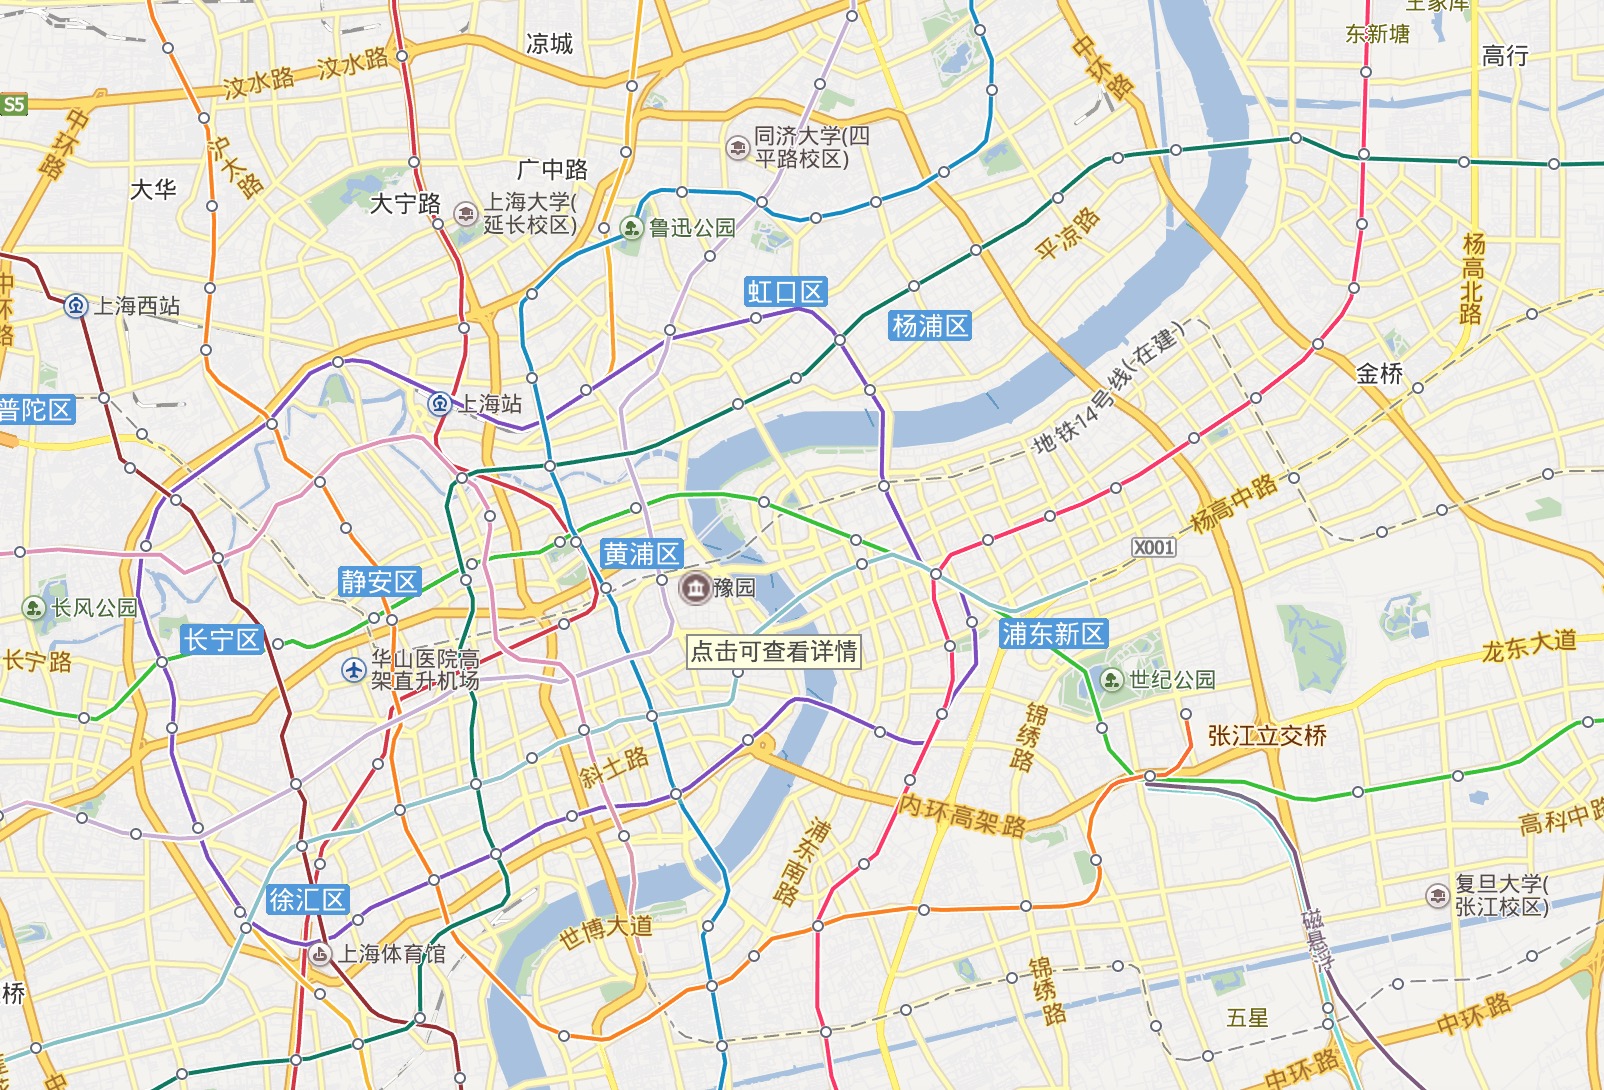 王家库
东新塘
凉城
高行
中环路
汶水路
汶水路
S5
中环路
沪太路
同济大学(四
平路校区)
广中路
大华
大宁路
上海大学(
延长校区)
鲁迅公园
平凉路
杨高北路
中环路
上海西站
虹口区
杨浦区
地铁14号线(-在建-)
金桥
普陀区
上海站
杨高中路
X001
黄浦区
静安区
豫园
长风公园
长宁区
浦东新区
长宁路
华山医院高
架直升机场
点击可查看详情
龙东大道
世纪公园
锦绣路
张江立交桥
斜土路
内环高架路
浦东南路
高科中路
徐汇区
复旦大学(
张江校区)
世博大道
磁悬浮
上海体育馆
锦绣路
桥
五星
中环路
中环路
中